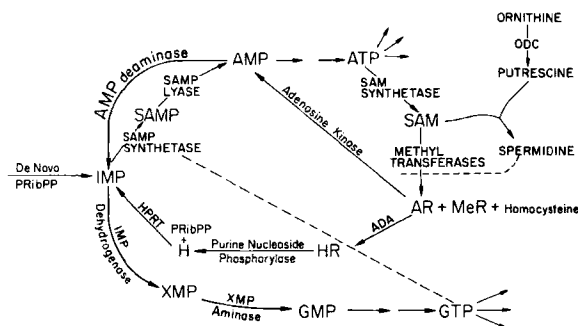 ORNITHINE
ODC
PUTRESCINE
AMP deaminase
AMP
ATP
SAMP
LYASE
SAM
SYNTHETASE
SAMP
Adenosine Kinase
SAM
SAMP
SYNTHETASE
METHYL
TRANSFÉRASES
SPERMIDINE
De Novo
PRibPP
IMP
AR + MeR + Homocysteine
ADA
HPRT
PRibPP
+
H
Purine Nucleoside
Phosphorylase
HR
IMP
Dehydrogenase
XMP
XMP
Aminase
GMP
GTP